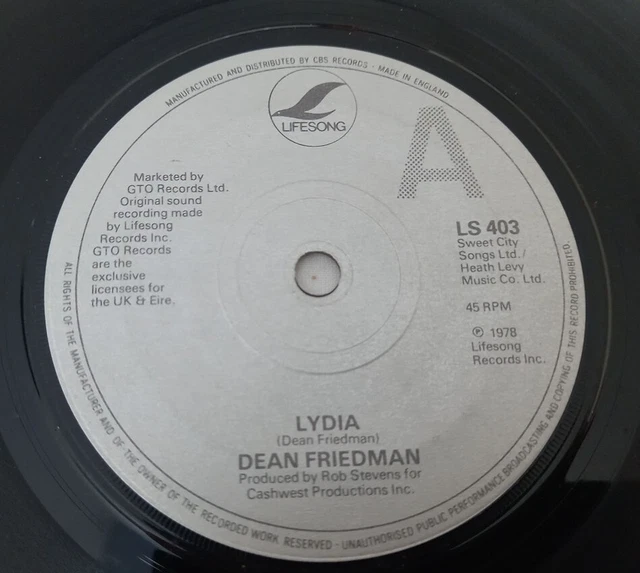 MANUFACTURED AND DISTRIBUTED BY CBS RECORDS - MADE IN ENGLAND
LIFESONG
A
Marketed by
GTO Records Ltd.
Original sound
recording made
by Lifesong
Records Inc.
GTO Records
are the
exclusive
licensees for
the UK & Eire.
LS 403
Sweet City
Songs Ltd./
Heath Levy
Music Co. Ltd.
45 RPM
℗ 1978
Lifesong
Records Inc.
LYDIA
(Dean Friedman)
DEAN FRIEDMAN
Produced by Rob Stevens for
Cashwest Productions Inc.
ALL RIGHTS OF THE MANUFACTURER AND OF THE OWNER OF THE RECORDED WORK RESERVED - UNAUTHORISED PUBLIC PERFORMANCE BROADCASTING AND COPYING OF THIS RECORD PROHIBITED.